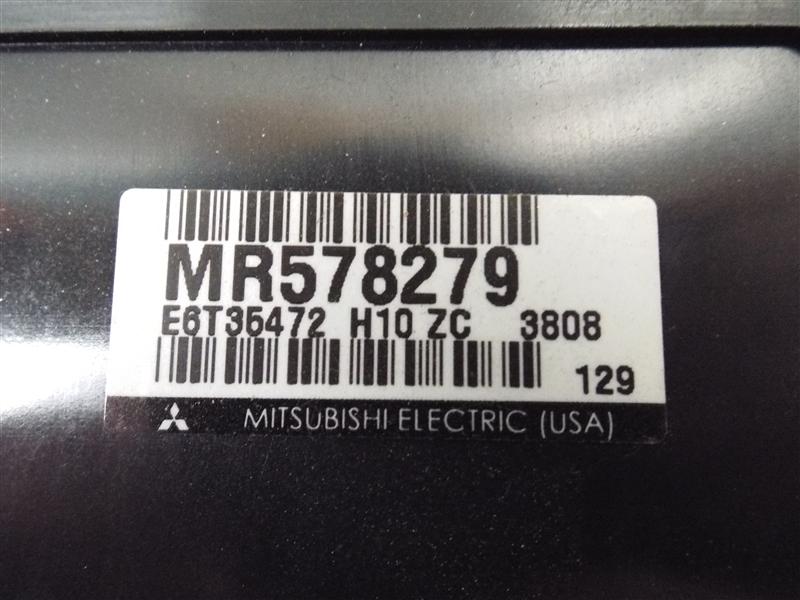 MR578279
E6T35472 H10 ZC 3808
129
MITSUBISHI ELECTRIC (USA)